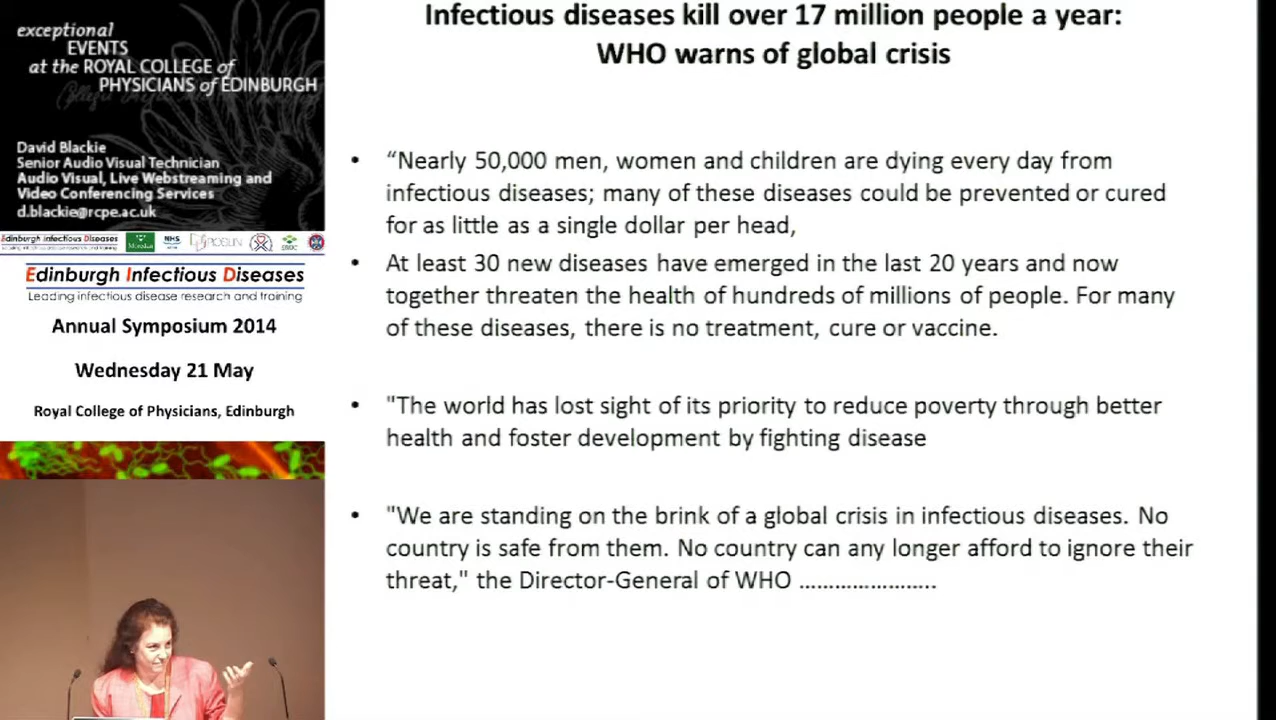 exceptional
EVENTS
at the ROYAL COLLEGE of
PHYSICIANS of EDINBURGH
David Blackie
Senior Audio Visual Technician
Audio Visual, Live Webstreaming and
Video Conferencing Services
d.blackie@rcpe.ac.uk
Edinburgh Infectious Diseases
NHS
Edinburgh Infectious Diseases
Leading infectious disease research and training
Annual Symposium 2014
Wednesday 21 May
Royal College of Physicians, Edinburgh
Infectious diseases kill over 17 million people a year:
WHO warns of global crisis
• “Nearly 50,000 men, women and children are dying every day from
infectious diseases; many of these diseases could be prevented or cured
for as little as a single dollar per head,
• At least 30 new diseases have emerged in the last 20 years and now
together threaten the health of hundreds of millions of people. For many
of these diseases, there is no treatment, cure or vaccine.
• "The world has lost sight of its priority to reduce poverty through better
health and foster development by fighting disease
• "We are standing on the brink of a global crisis in infectious diseases. No
country is safe from them. No country can any longer afford to ignore their
threat," the Director-General of WHO ........................